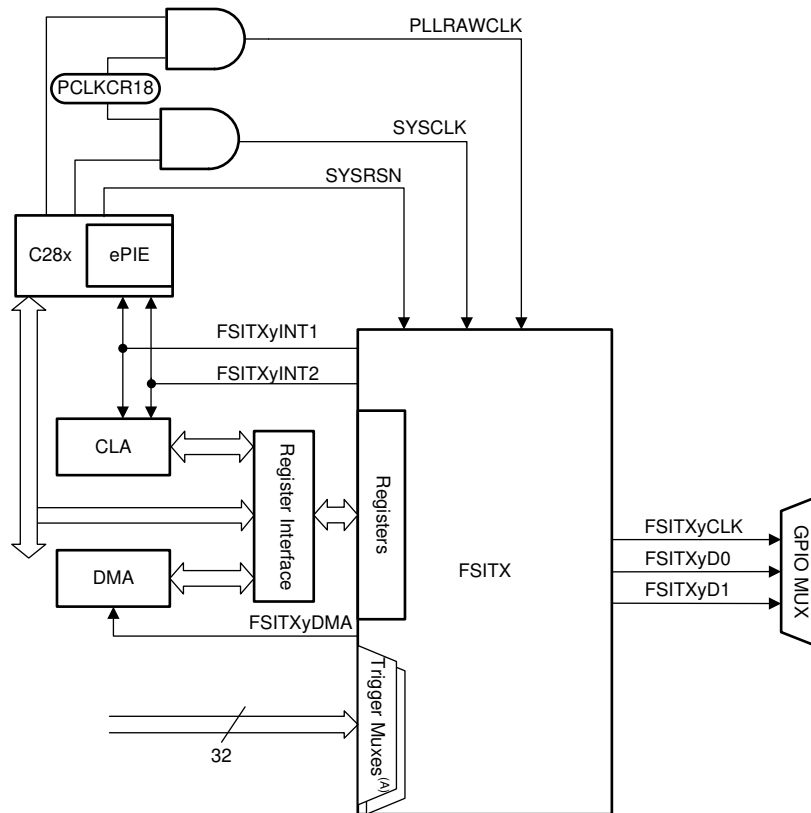 PLLRAWCLK
PCLKCR18
SYSCLK
SYSRSN
C28x
ePIE
FSITXyINT1
FSITXyINT2
CLA
Register Interface
Registers
FSITX
FSITXyCLK
FSITXyD0
FSITXyD1
GPIO MUX
DMA
FSITXyDMA
Trigger Muxes(A)
32